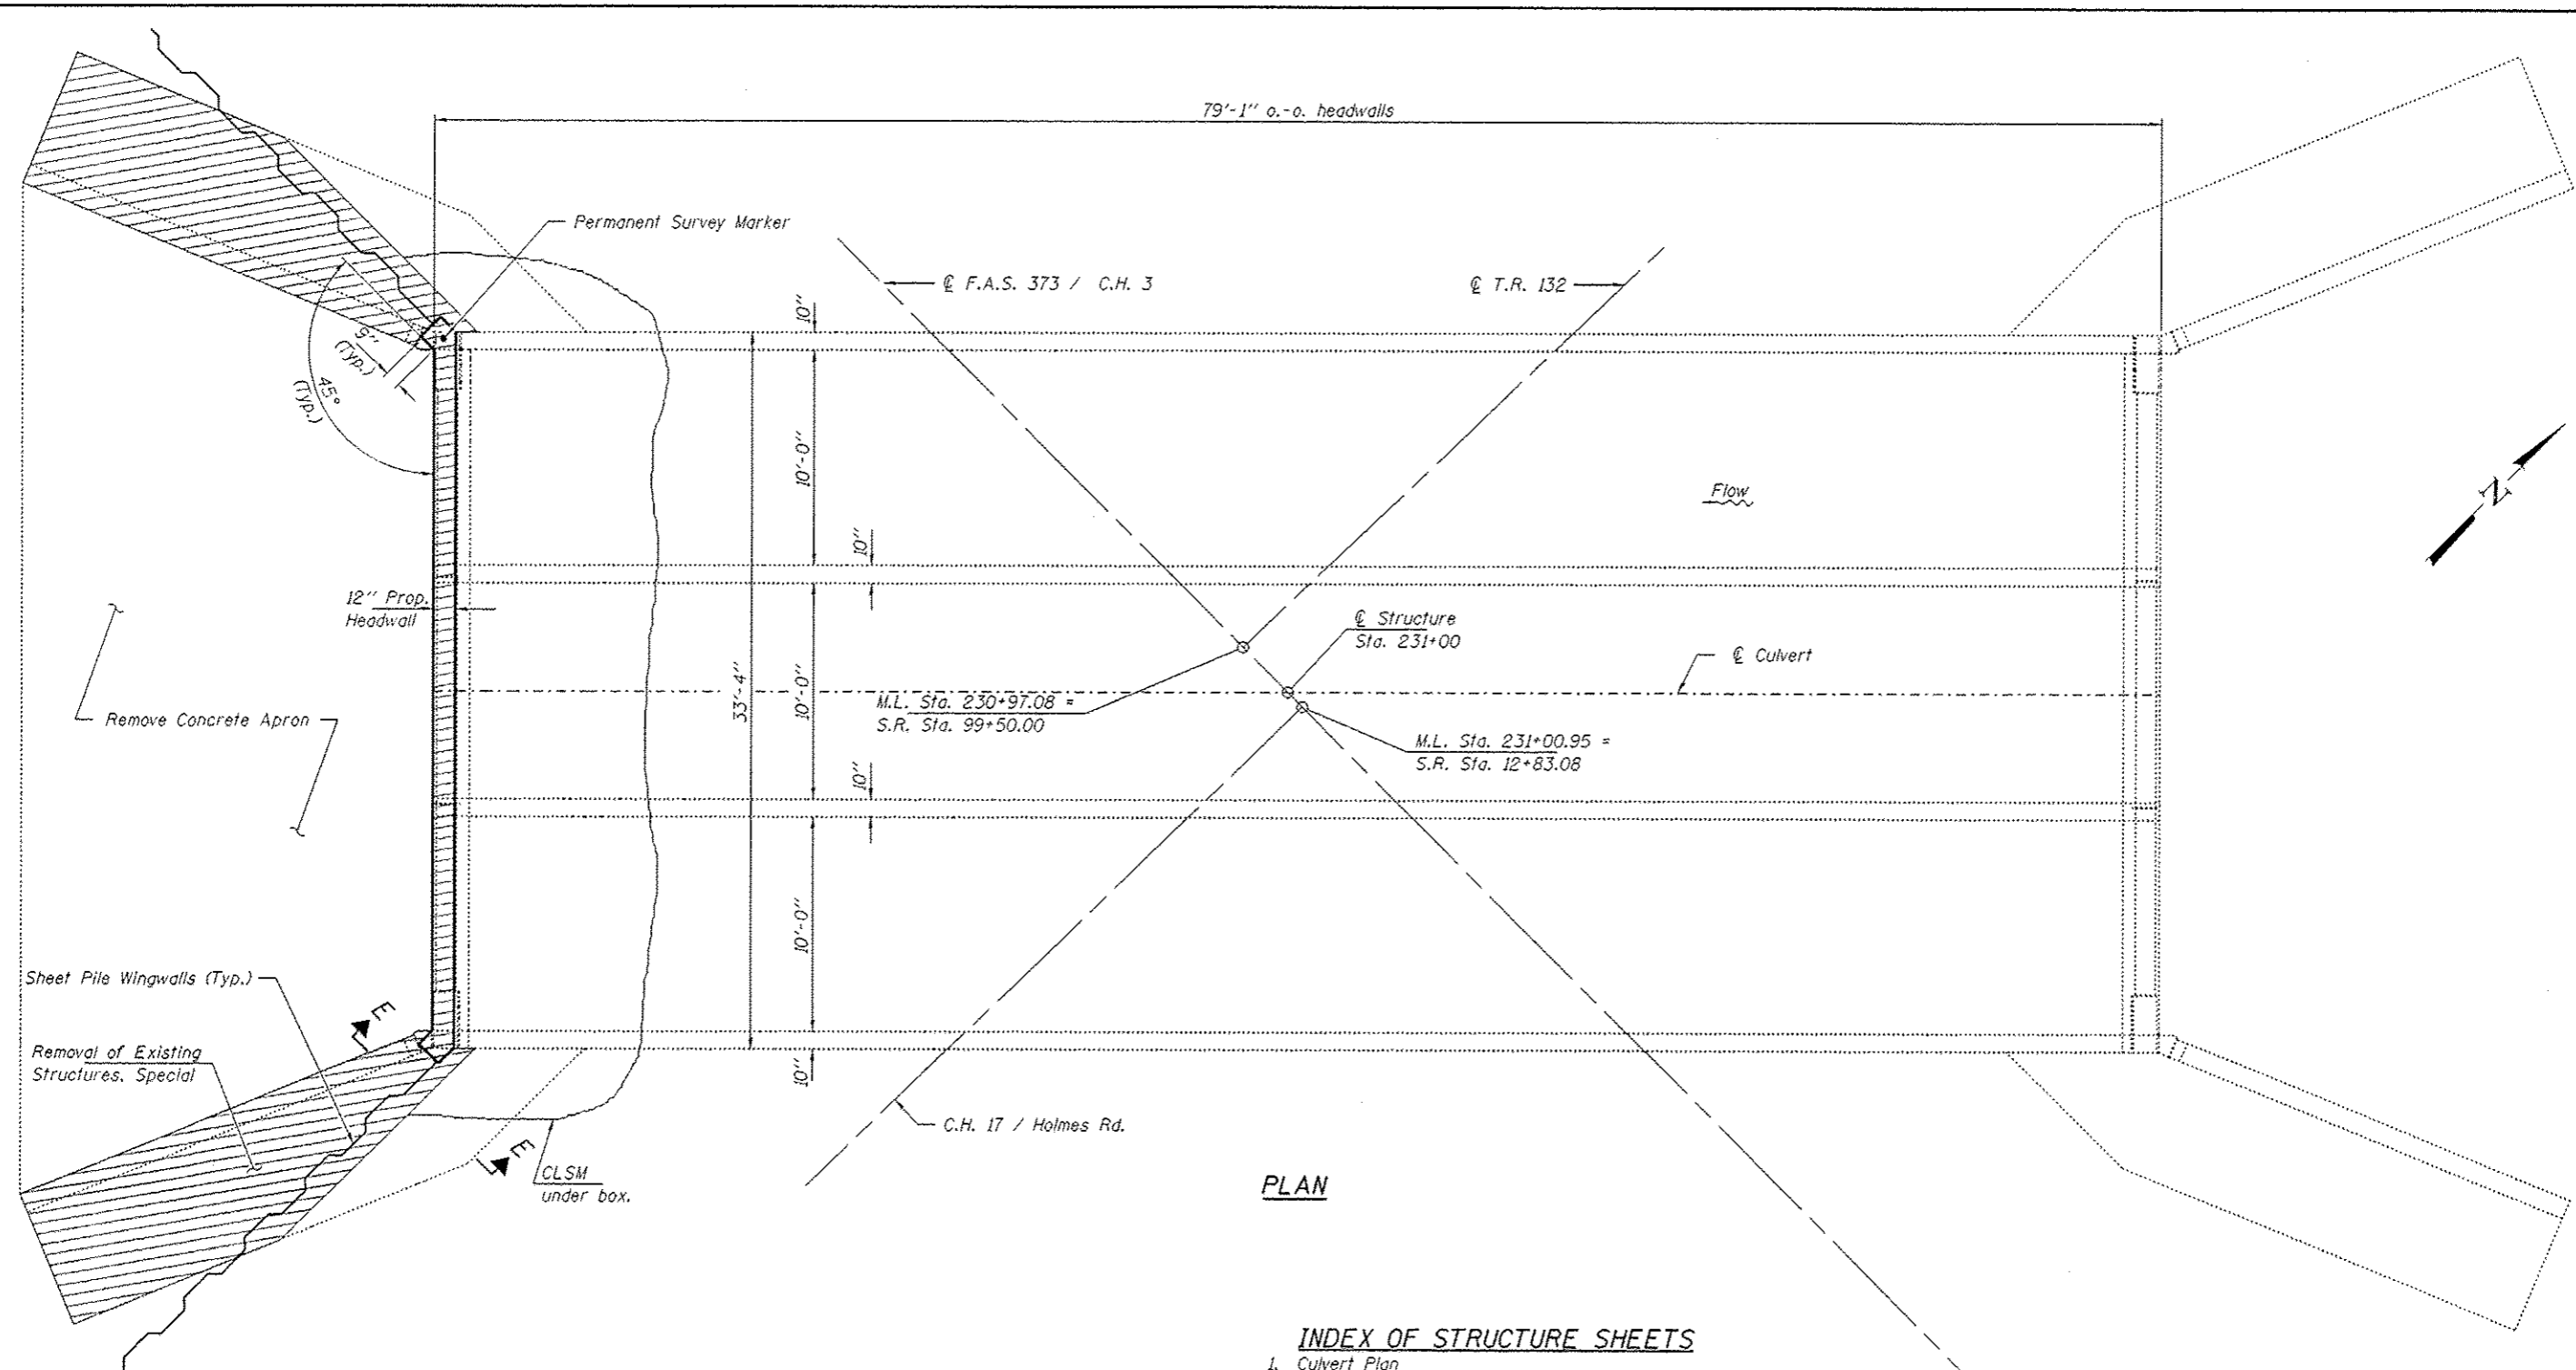 79'-1" o.-o. headwalls
Permanent Survey Marker
℄ F.A.S. 373 / C.H. 3
℄ T.R. 132
10"
9"
(Typ.)
45°
(Typ.)
10'-0"
Flow
N
10"
12" Prop.
Headwall
℄ Structure
Sta. 231+00
℄ Culvert
33'-4"
10'-0"
M.L. Sta. 230+97.08 =
S.R. Sta. 99+50.00
Remove Concrete Apron
M.L. Sta. 231+00.95 =
S.R. Sta. 12+83.08
10"
10'-0"
Sheet Pile Wingwalls (Typ.)
E
Removal of Existing
Structures, Special
10"
C.H. 17 / Holmes Rd.
E
CLSM
under box.
PLAN
INDEX OF STRUCTURE SHEETS
1. Culvert Plan